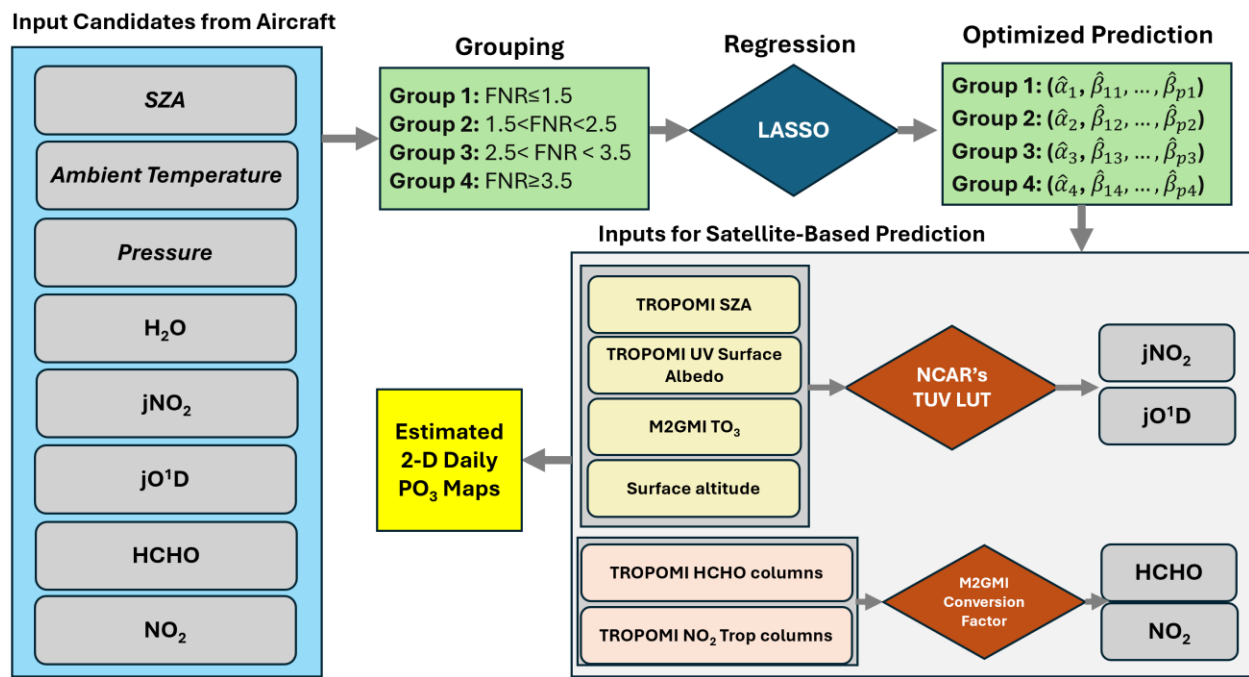 Input Candidates from Aircraft
SZA
Ambient Temperature
Pressure
H₂O
jNO₂
jO¹D
HCHO
NO₂
Grouping
Group 1: FNR≤1.5
Group 2: 1.5<FNR<2.5
Group 3: 2.5< FNR < 3.5
Group 4: FNR≥3.5
Regression
LASSO
Optimized Prediction
Group 1: (α̂₁, β̂₁₁, ..., β̂ₚ₁)
Group 2: (α̂₂, β̂₁₂, ..., β̂ₚ₂)
Group 3: (α̂₃, β̂₁₃, ..., β̂ₚ₃)
Group 4: (α̂₄, β̂₁₄, ..., β̂ₚ₄)
Inputs for Satellite-Based Prediction
TROPOMI SZA
TROPOMI UV Surface
Albedo
M2GMI TO₃
Surface altitude
NCAR's
TUV LUT
jNO₂
jO¹D
TROPOMI HCHO columns
TROPOMI NO₂ Trop columns
M2GMI
Conversion
Factor
HCHO
NO₂
Estimated
2-D Daily
PO₃ Maps